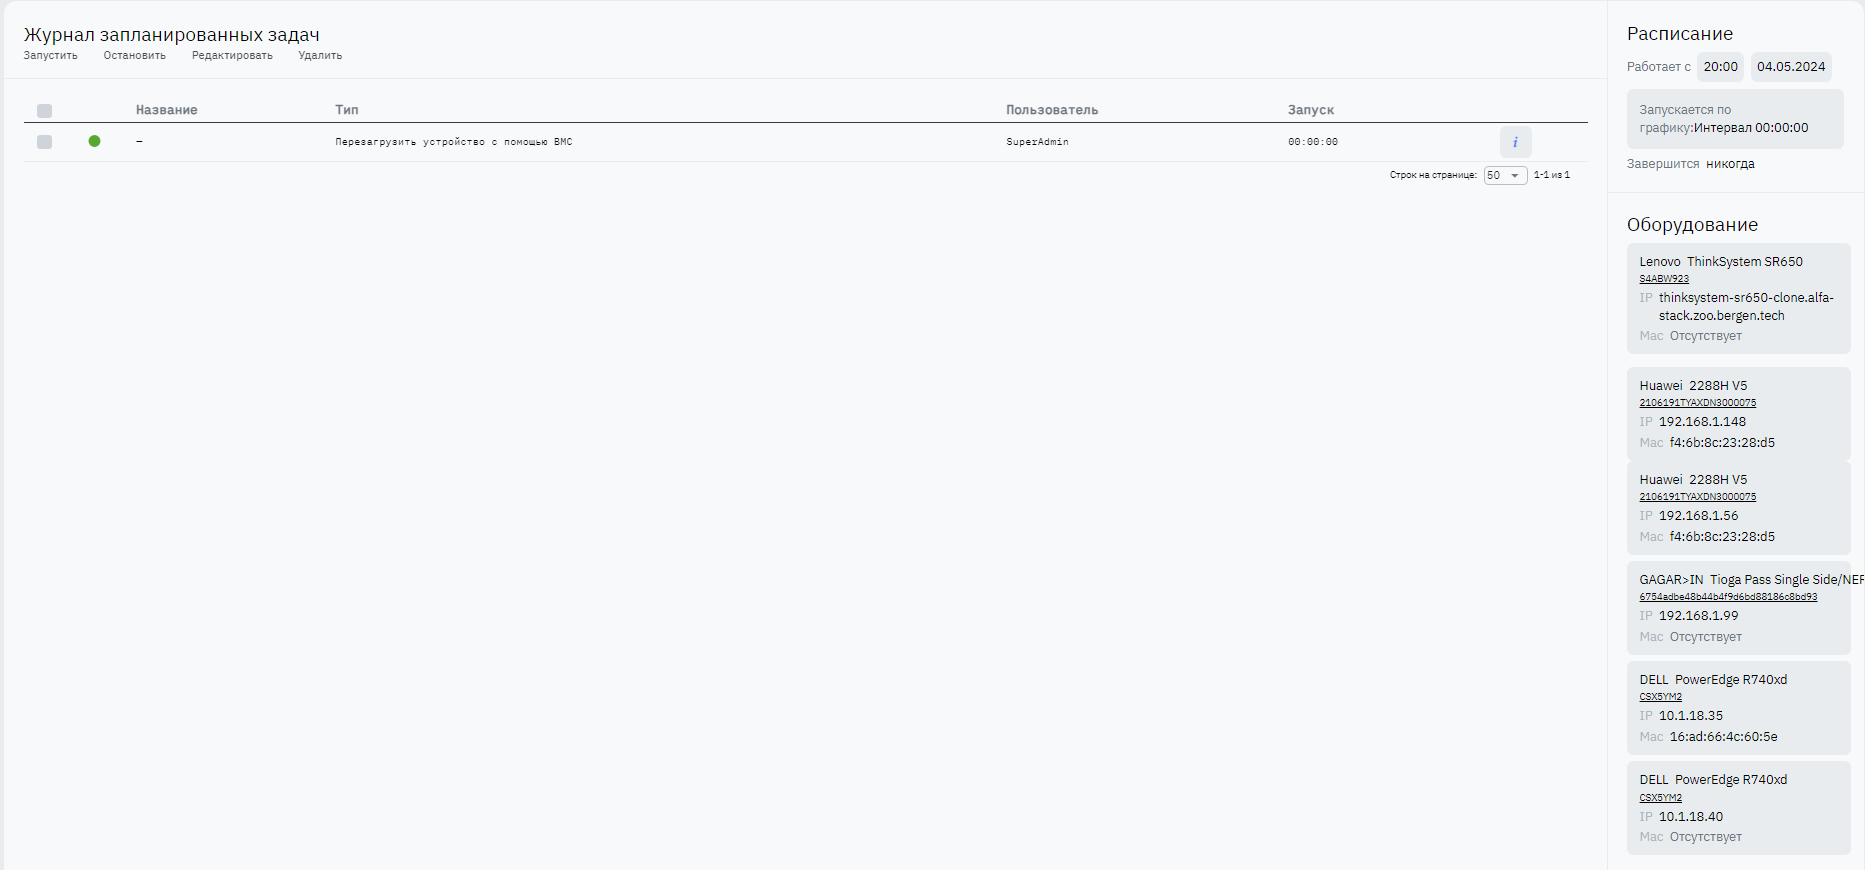 Журнал запланированных задач
Запустить Остановить Редактировать Удалить
Название Тип Пользователь Запуск
— Перезагрузить устройство с помощью BMC SuperAdmin 00:00:00 i
Строк на странице: 50 1-1 из 1
Расписание
Работает с 20:00 04.05.2024
Запускается по
графику:Интервал 00:00:00
Завершится никогда
Оборудование
Lenovo ThinkSystem SR650
S4ABW923
IP thinksystem-sr650-clone.alfa-
stack.zoo.bergen.tech
Mac Отсутствует
Huawei 2288H V5
2106191TYAXDN3000075
IP 192.168.1.148
Mac f4:6b:8c:23:28:d5
Huawei 2288H V5
2106191TYAXDN3000075
IP 192.168.1.56
Mac f4:6b:8c:23:28:d5
GAGAR>IN Tioga Pass Single Side/NER
6754adbe48b44b4f9d6bd88186c8bd93
IP 192.168.1.99
Mac Отсутствует
DELL PowerEdge R740xd
CSX5YM2
IP 10.1.18.35
Mac 16:ad:66:4c:60:5e
DELL PowerEdge R740xd
CSX5YM2
IP 10.1.18.40
Mac Отсутствует